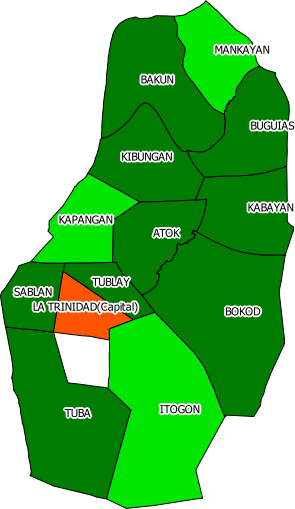 MANKAYAN
BAKUN
BUGUIAS
KIBUNGAN
KABAYAN
KAPANGAN
ATOK
TUBLAY
SABLAN
LA TRINIDAD(Capital)
BOKOD
TUBA
ITOGON